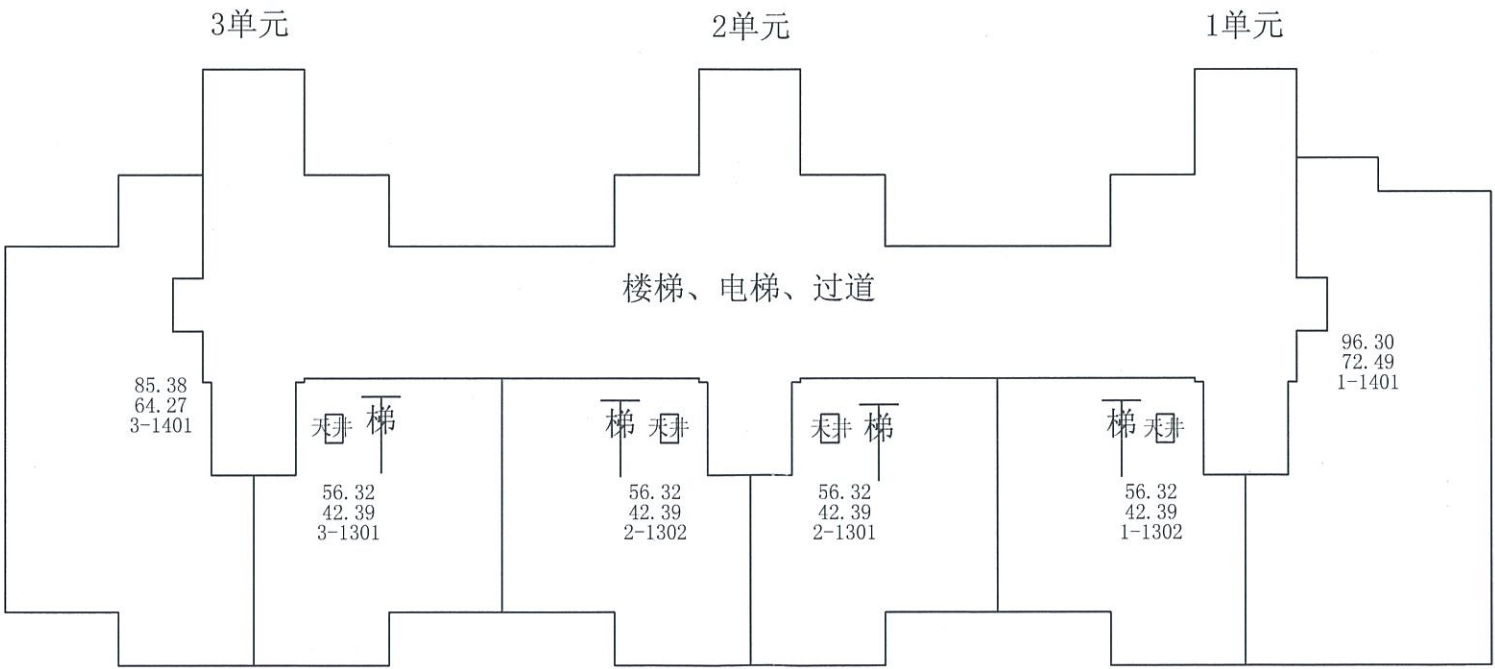 3单元
2单元
1单元
楼梯、电梯、过道
96.30
72.49
1-1401
85.38
64.27
3-1401
天井
梯
梯
天井
天井
梯
梯
天井
56.32
42.39
3-1301
56.32
42.39
2-1302
56.32
42.39
2-1301
56.32
42.39
1-1302